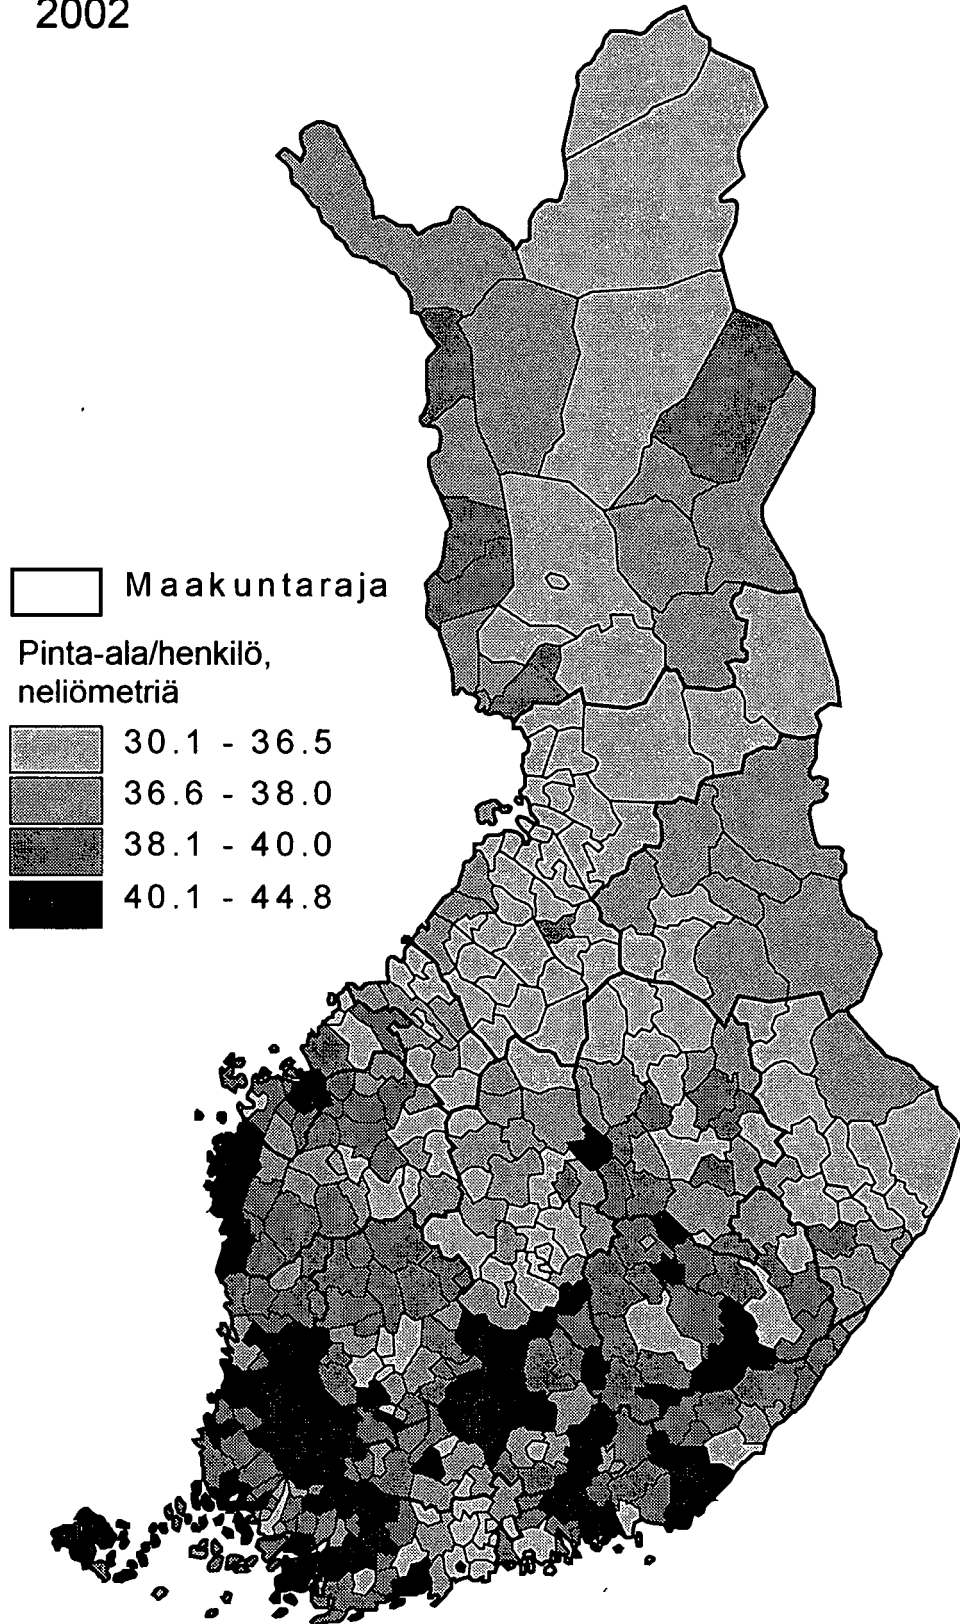 2002
Maakuntaraja
Pinta-ala/henkilö,
neliömetriä
30.1 - 36.5
36.6 - 38.0
38.1 - 40.0
40.1 - 44.8